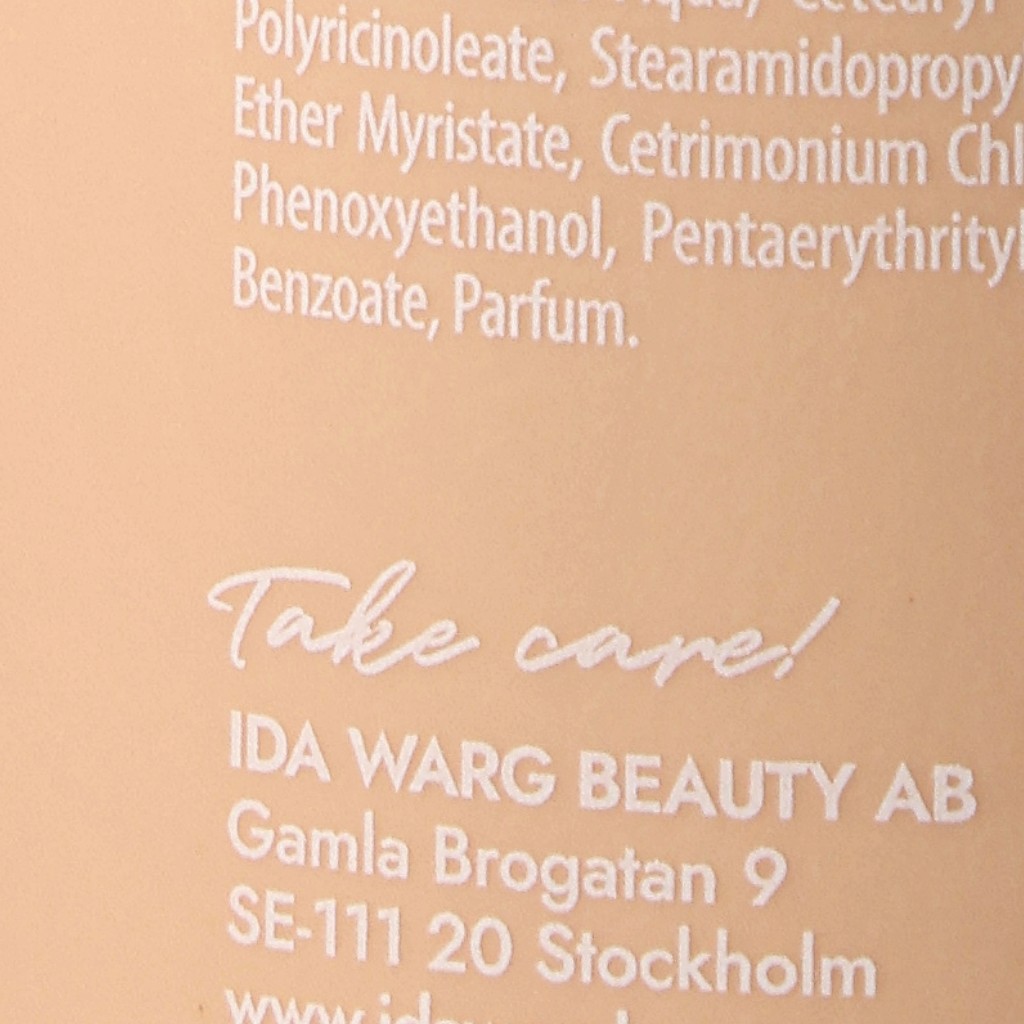 Polyricinoleate, Stearamidopropy
Ether Myristate, Cetrimonium Chl
Phenoxyethanol, Pentaerythrityl
Benzoate, Parfum.
Take care!
IDA WARG BEAUTY AB
Gamla Brogatan 9
SE-111 20 Stockholm